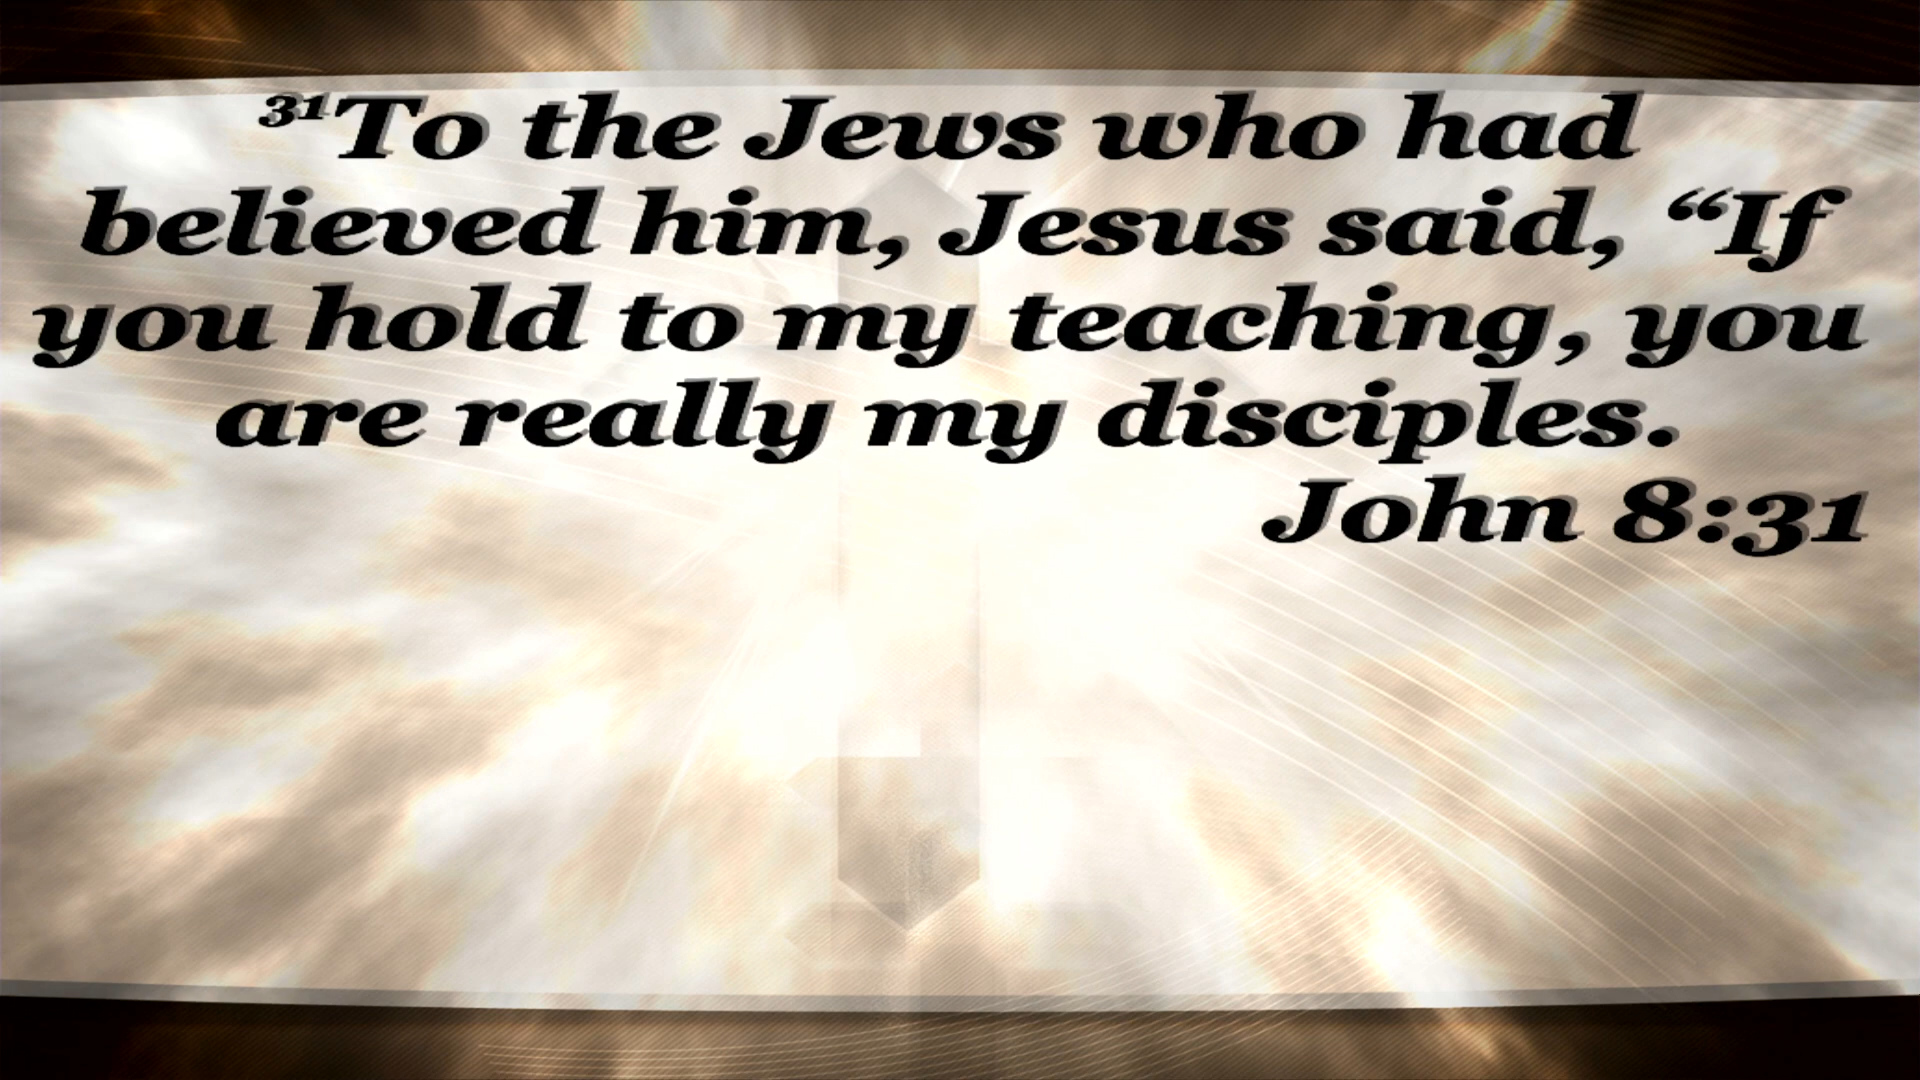 ³¹To the Jews who had
believed him, Jesus said, “If
you hold to my teaching, you
are really my disciples.
John 8:31